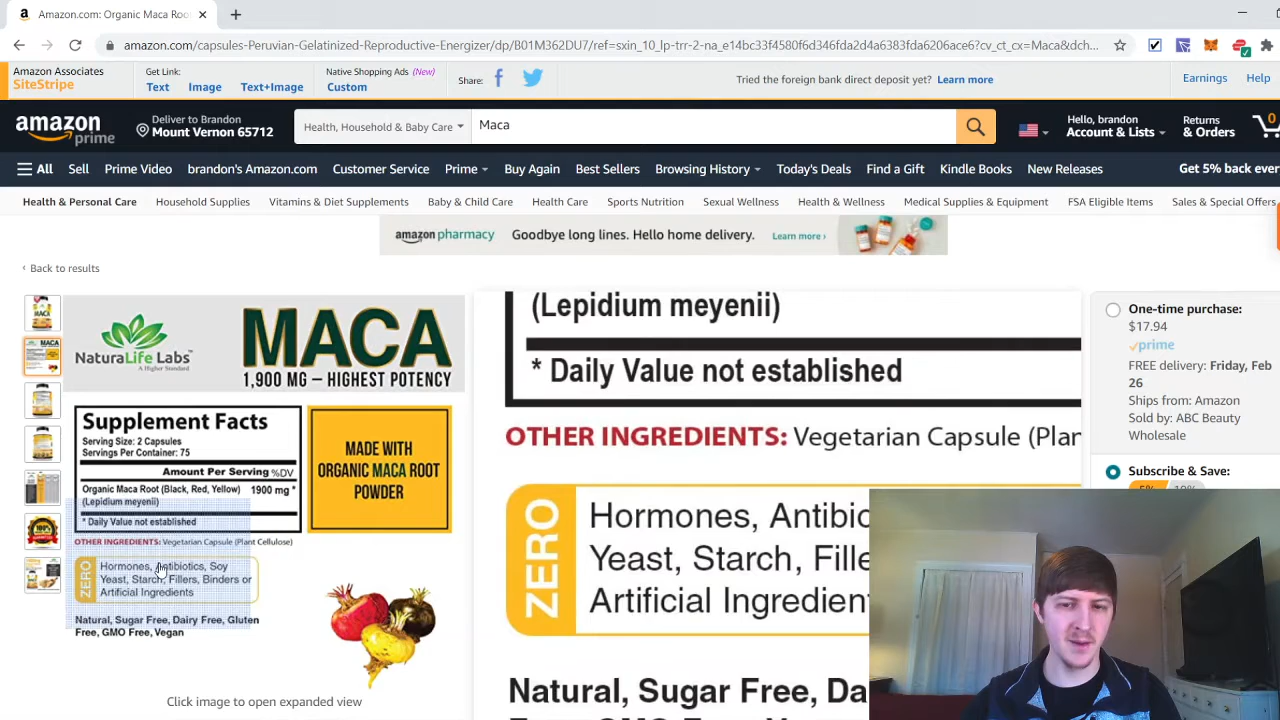 Amazon.com: Organic Maca Roo
amazon.com/capsules-Peruvian-Gelatinized-Reproductive-Energizer/dp/B01M362DU7/ref=sxin_10_lp-trr-2-na_e14bc33f4580f6d346fda2d4a6383fda6206ace6?cv_ct_cx=Maca&dch...
Amazon Associates
SiteStripe
Get Link:
Text Image Text+Image
Native Shopping Ads (New)
Custom
Share:
Tried the foreign bank direct deposit yet? Learn more
Earnings Help
amazon prime
Deliver to Brandon
Mount Vernon 65712
Health, Household & Baby Care
Maca
Hello, brandon
Account & Lists
Returns
& Orders
0
All Sell Prime Video brandon's Amazon.com Customer Service Prime Buy Again Best Sellers Browsing History Today's Deals Find a Gift Kindle Books New Releases Get 5% back ever
Health & Personal Care Household Supplies Vitamins & Diet Supplements Baby & Child Care Health Care Sports Nutrition Sexual Wellness Health & Wellness Medical Supplies & Equipment FSA Eligible Items Sales & Special Offers
amazon pharmacy Goodbye long lines. Hello home delivery. Learn more ›
‹ Back to results
NATURALIFE LABS™
A Higher Standard
MACA
1,900 MG – HIGHEST POTENCY
Supplement Facts
Serving Size: 2 Capsules
Servings Per Container: 75
Amount Per Serving %DV
Organic Maca Root (Black, Red, Yellow) 1900 mg *
(Lepidium meyenii)
* Daily Value not established
OTHER INGREDIENTS: Vegetarian Capsule (Plant Cellulose)
MADE WITH
ORGANIC MACA ROOT
POWDER
ZERO
Hormones, Antibiotics, Soy
Yeast, Starch, Fillers, Binders or
Artificial Ingredients
Natural, Sugar Free, Dairy Free, Gluten
Free, GMO Free, Vegan
Click image to open expanded view
(Lepidium meyenii)
* Daily Value not established
OTHER INGREDIENTS: Vegetarian Capsule (Plan
ZERO
Hormones, Antibio
Yeast, Starch, Fille
Artificial Ingredien
Natural, Sugar Free, Da
One-time purchase:
$17.94
prime
FREE delivery: Friday, Feb
26
Ships from: Amazon
Sold by: ABC Beauty
Wholesale
Subscribe & Save:
5% 10%